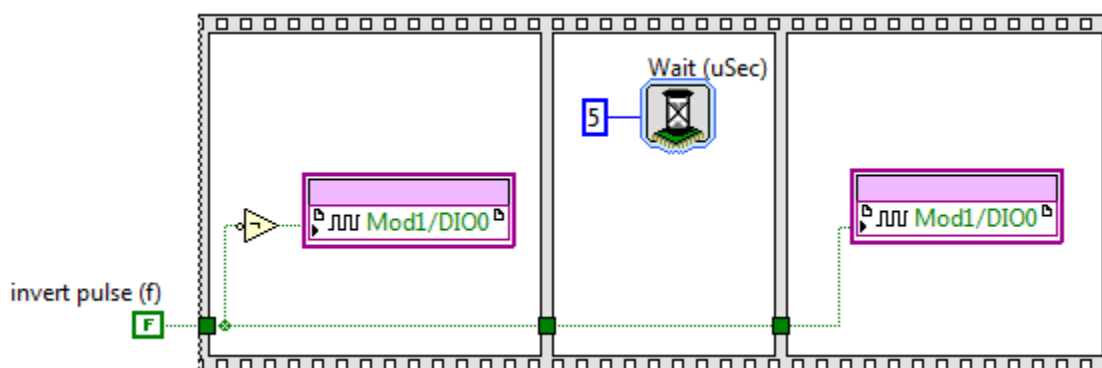 Wait (uSec)
5
Mod1/DIO0
Mod1/DIO0
invert pulse (f)
F